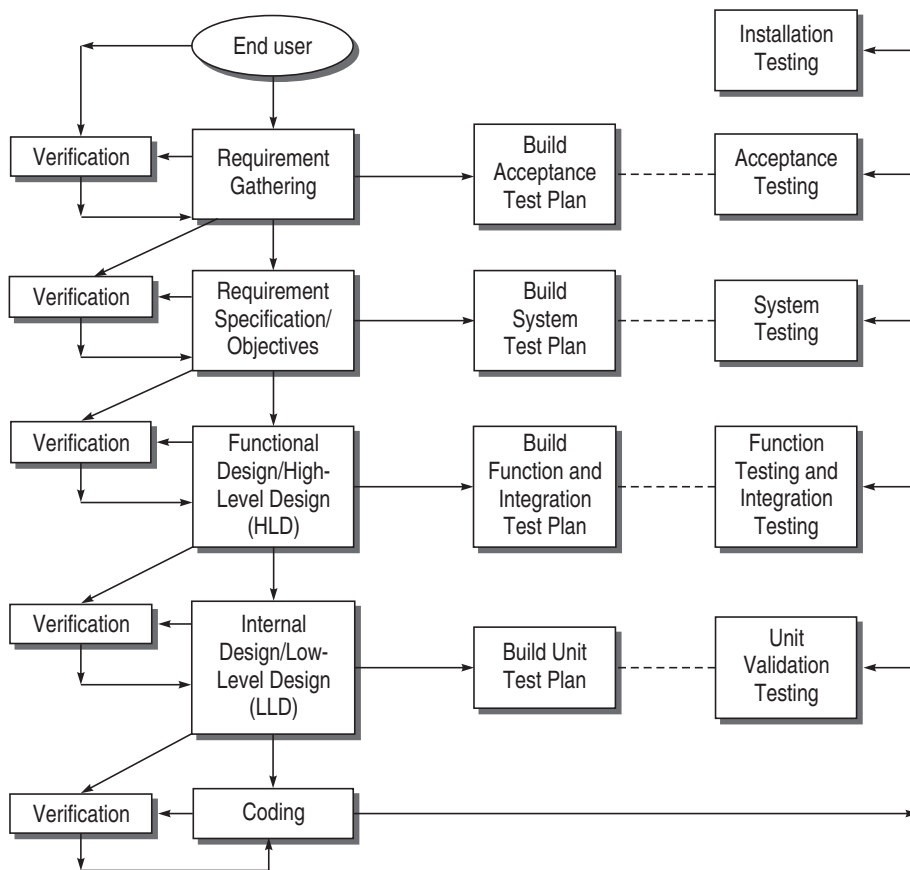 End user
Installation
Testing
Verification
Requirement
Gathering
Build
Acceptance
Test Plan
Acceptance
Testing
Verification
Requirement
Specification/
Objectives
Build
System
Test Plan
System
Testing
Verification
Functional
Design/High-
Level Design
(HLD)
Build
Function and
Integration
Test Plan
Function
Testing and
Integration
Testing
Verification
Internal
Design/Low-
Level Design
(LLD)
Build Unit
Test Plan
Unit
Validation
Testing
Verification
Coding